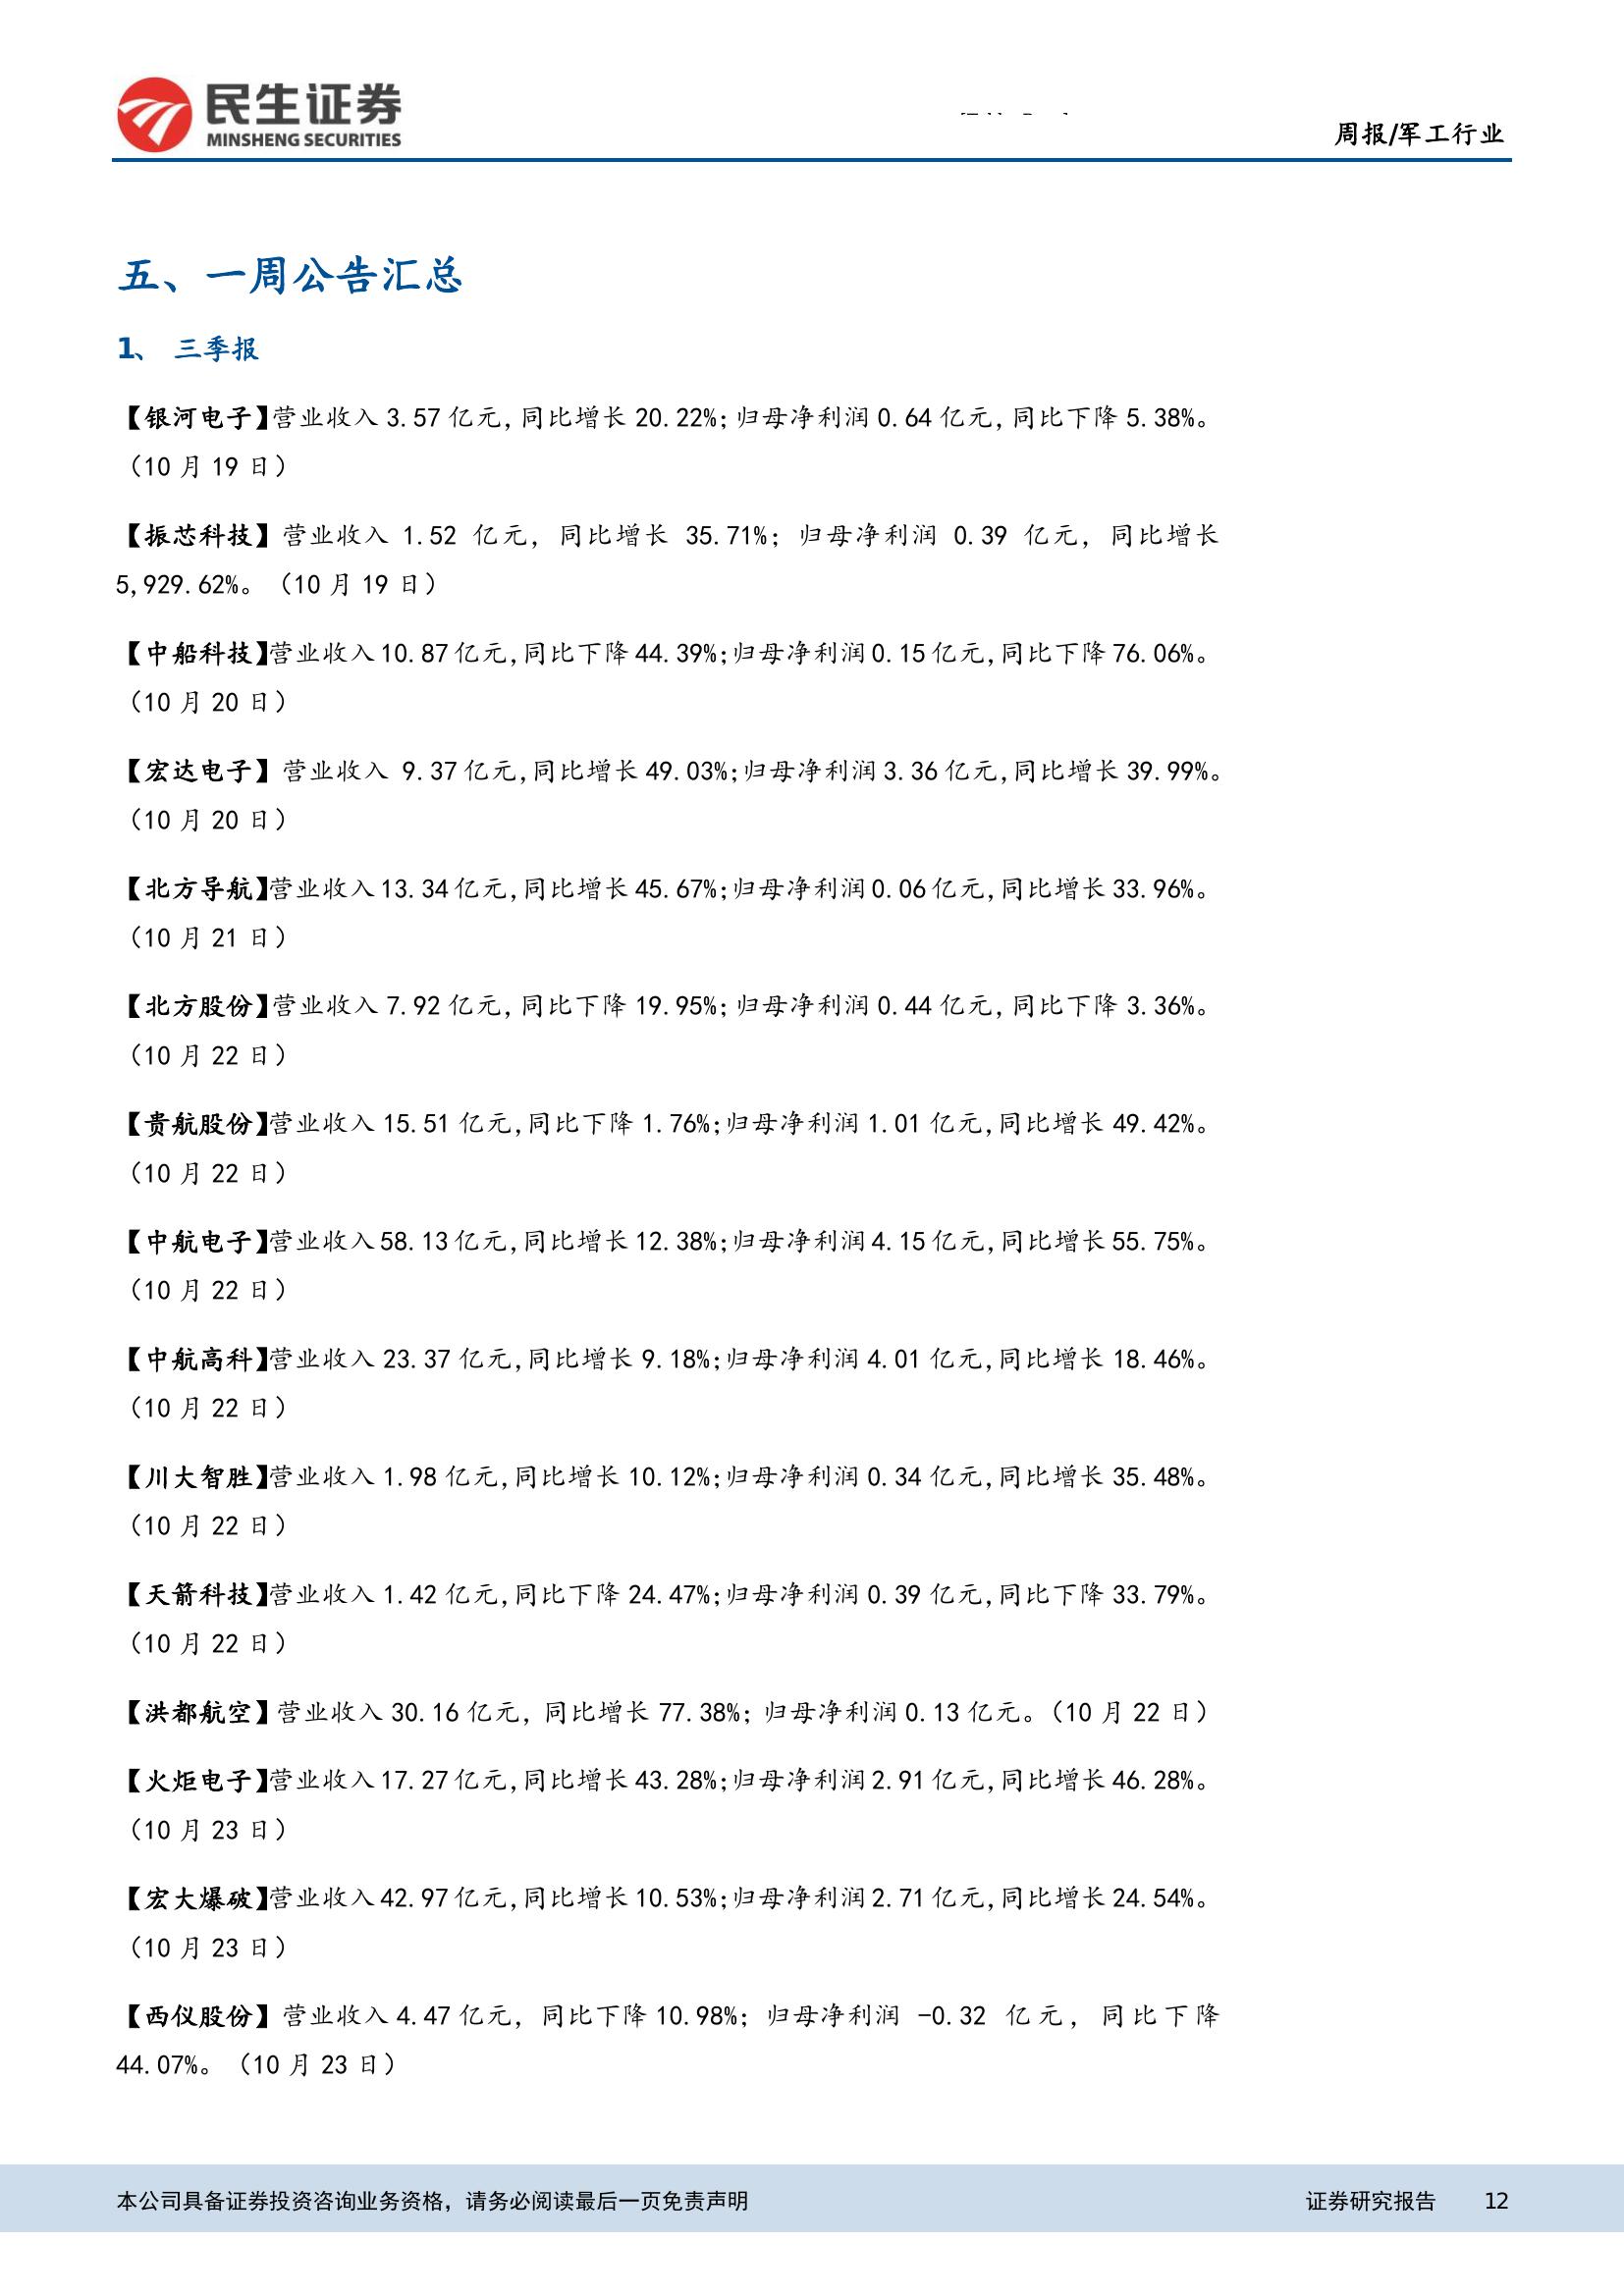 民生证券
MINSHENG SECURITIES
周报/军工行业
五、一周公告汇总
1、 三季报
【银河电子】营业收入 3.57 亿元,同比增长 20.22%;归母净利润 0.64 亿元,同比下降 5.38%。
(10 月 19 日)
【振芯科技】 营业收入 1.52 亿元, 同比增长 35.71%; 归母净利润 0.39 亿元, 同比增长
5,929.62%。(10 月 19 日)
【中船科技】营业收入 10.87 亿元,同比下降 44.39%;归母净利润 0.15 亿元,同比下降 76.06%。
(10 月 20 日)
【宏达电子】 营业收入 9.37 亿元,同比增长 49.03%;归母净利润 3.36 亿元,同比增长 39.99%。
(10 月 20 日)
【北方导航】营业收入 13.34 亿元,同比增长 45.67%;归母净利润 0.06 亿元,同比增长 33.96%。
(10 月 21 日)
【北方股份】营业收入 7.92 亿元,同比下降 19.95%;归母净利润 0.44 亿元,同比下降 3.36%。
(10 月 22 日)
【贵航股份】营业收入 15.51 亿元,同比下降 1.76%;归母净利润 1.01 亿元,同比增长 49.42%。
(10 月 22 日)
【中航电子】营业收入 58.13 亿元,同比增长 12.38%;归母净利润 4.15 亿元,同比增长 55.75%。
(10 月 22 日)
【中航高科】营业收入 23.37 亿元,同比增长 9.18%;归母净利润 4.01 亿元,同比增长 18.46%。
(10 月 22 日)
【川大智胜】营业收入 1.98 亿元,同比增长 10.12%;归母净利润 0.34 亿元,同比增长 35.48%。
(10 月 22 日)
【天箭科技】营业收入 1.42 亿元,同比下降 24.47%;归母净利润 0.39 亿元,同比下降 33.79%。
(10 月 22 日)
【洪都航空】 营业收入 30.16 亿元, 同比增长 77.38%; 归母净利润 0.13 亿元。(10 月 22 日)
【火炬电子】营业收入 17.27 亿元,同比增长 43.28%;归母净利润 2.91 亿元,同比增长 46.28%。
(10 月 23 日)
【宏大爆破】营业收入 42.97 亿元,同比增长 10.53%;归母净利润 2.71 亿元,同比增长 24.54%。
(10 月 23 日)
【西仪股份】 营业收入 4.47 亿元, 同比下降 10.98%; 归母净利润 -0.32 亿元, 同比下降
44.07%。(10 月 23 日)
本公司具备证券投资咨询业务资格,请务必阅读最后一页免责声明 证券研究报告 12